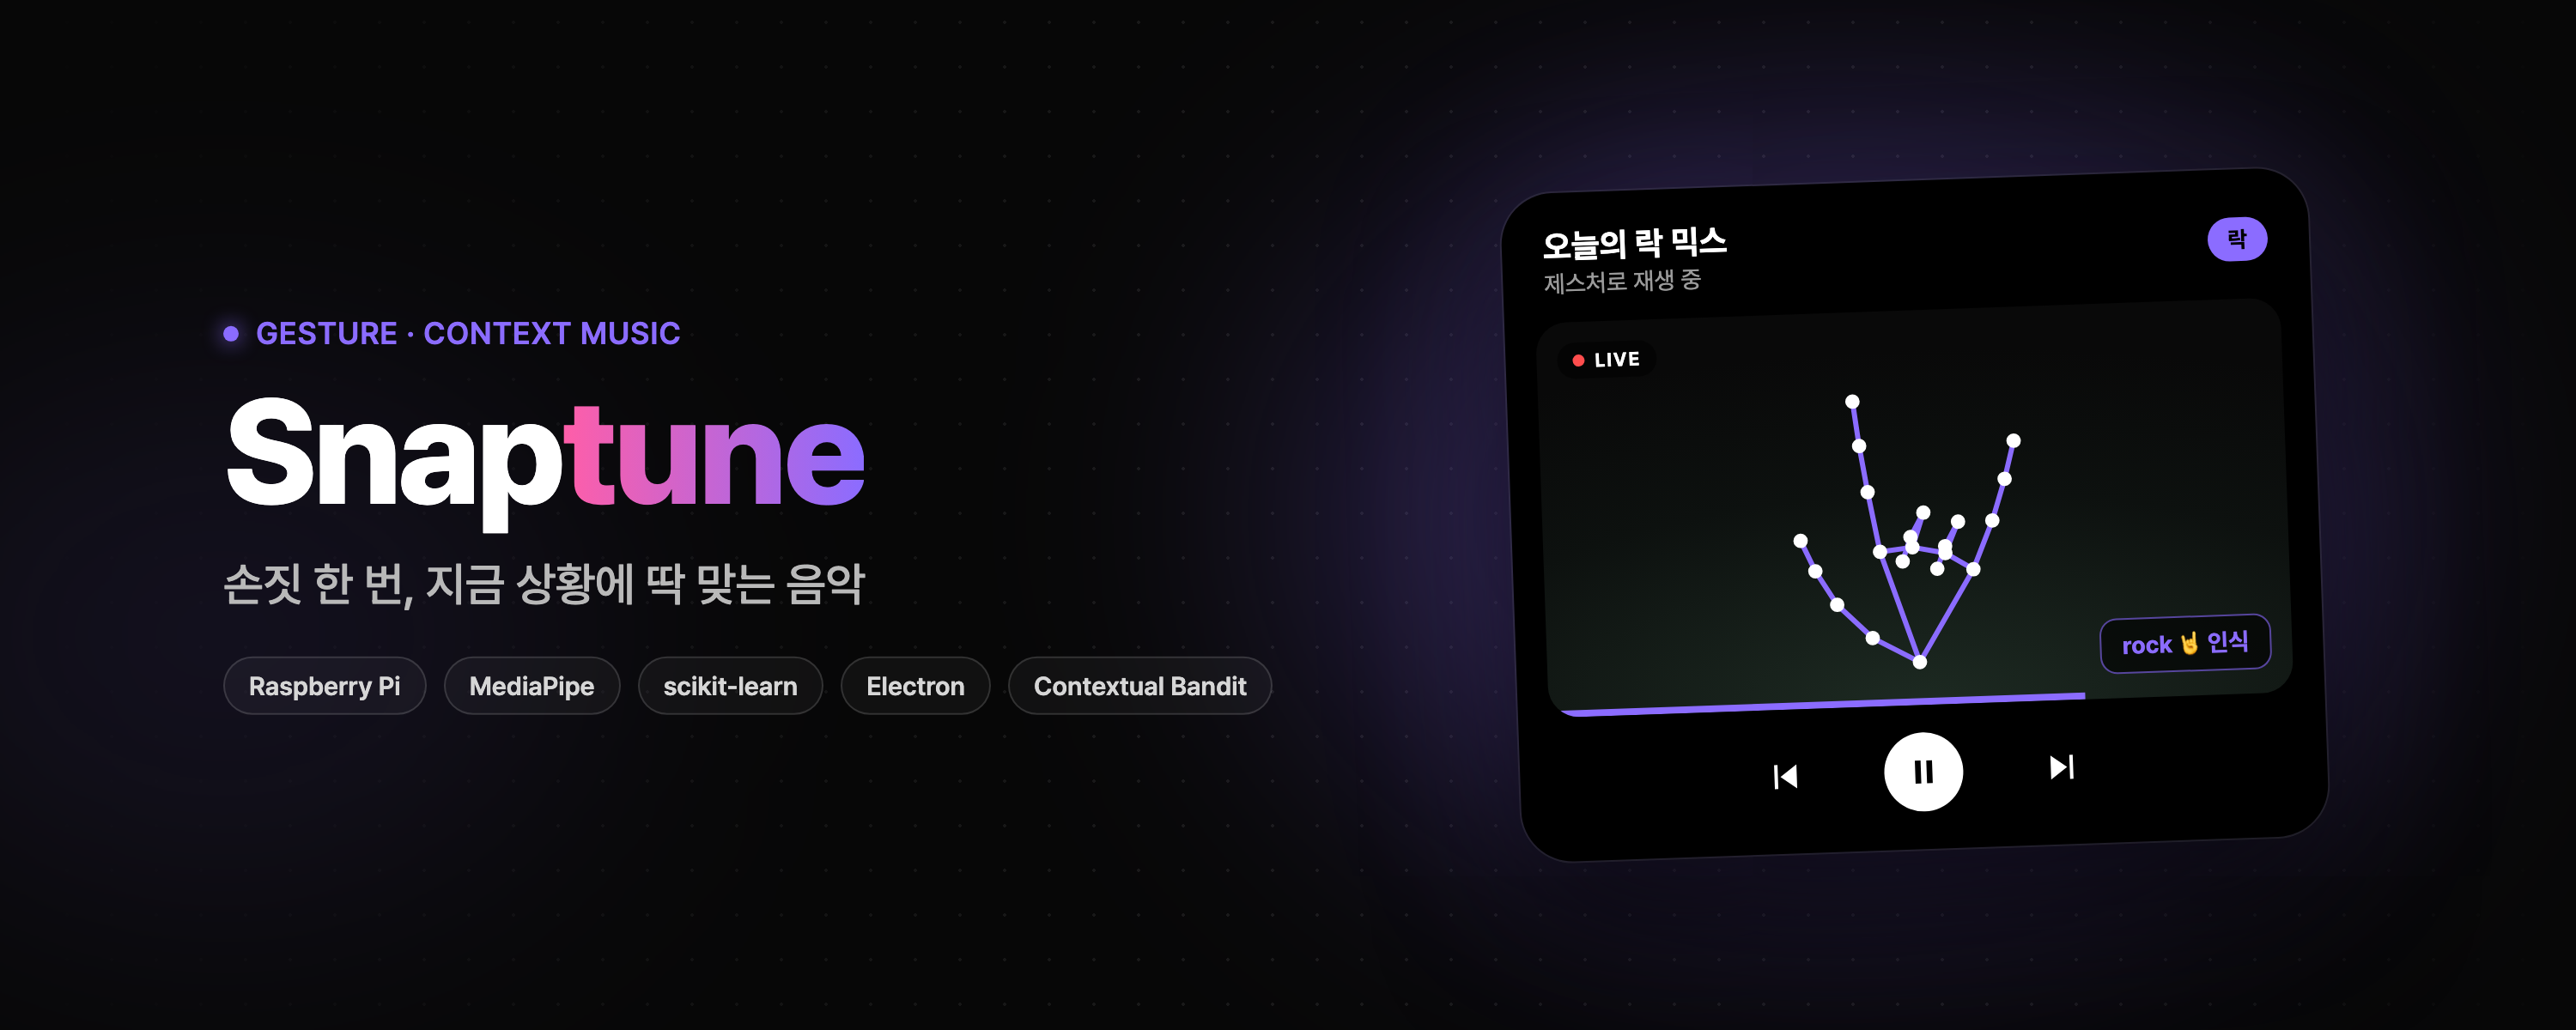 GESTURE · CONTEXT MUSIC
Snaptune
손짓 한 번, 지금 상황에 딱 맞는 음악
Raspberry Pi
MediaPipe
scikit-learn
Electron
Contextual Bandit
오늘의 락 믹스
락
제스처로 재생 중
LIVE
rock 🤘 인식